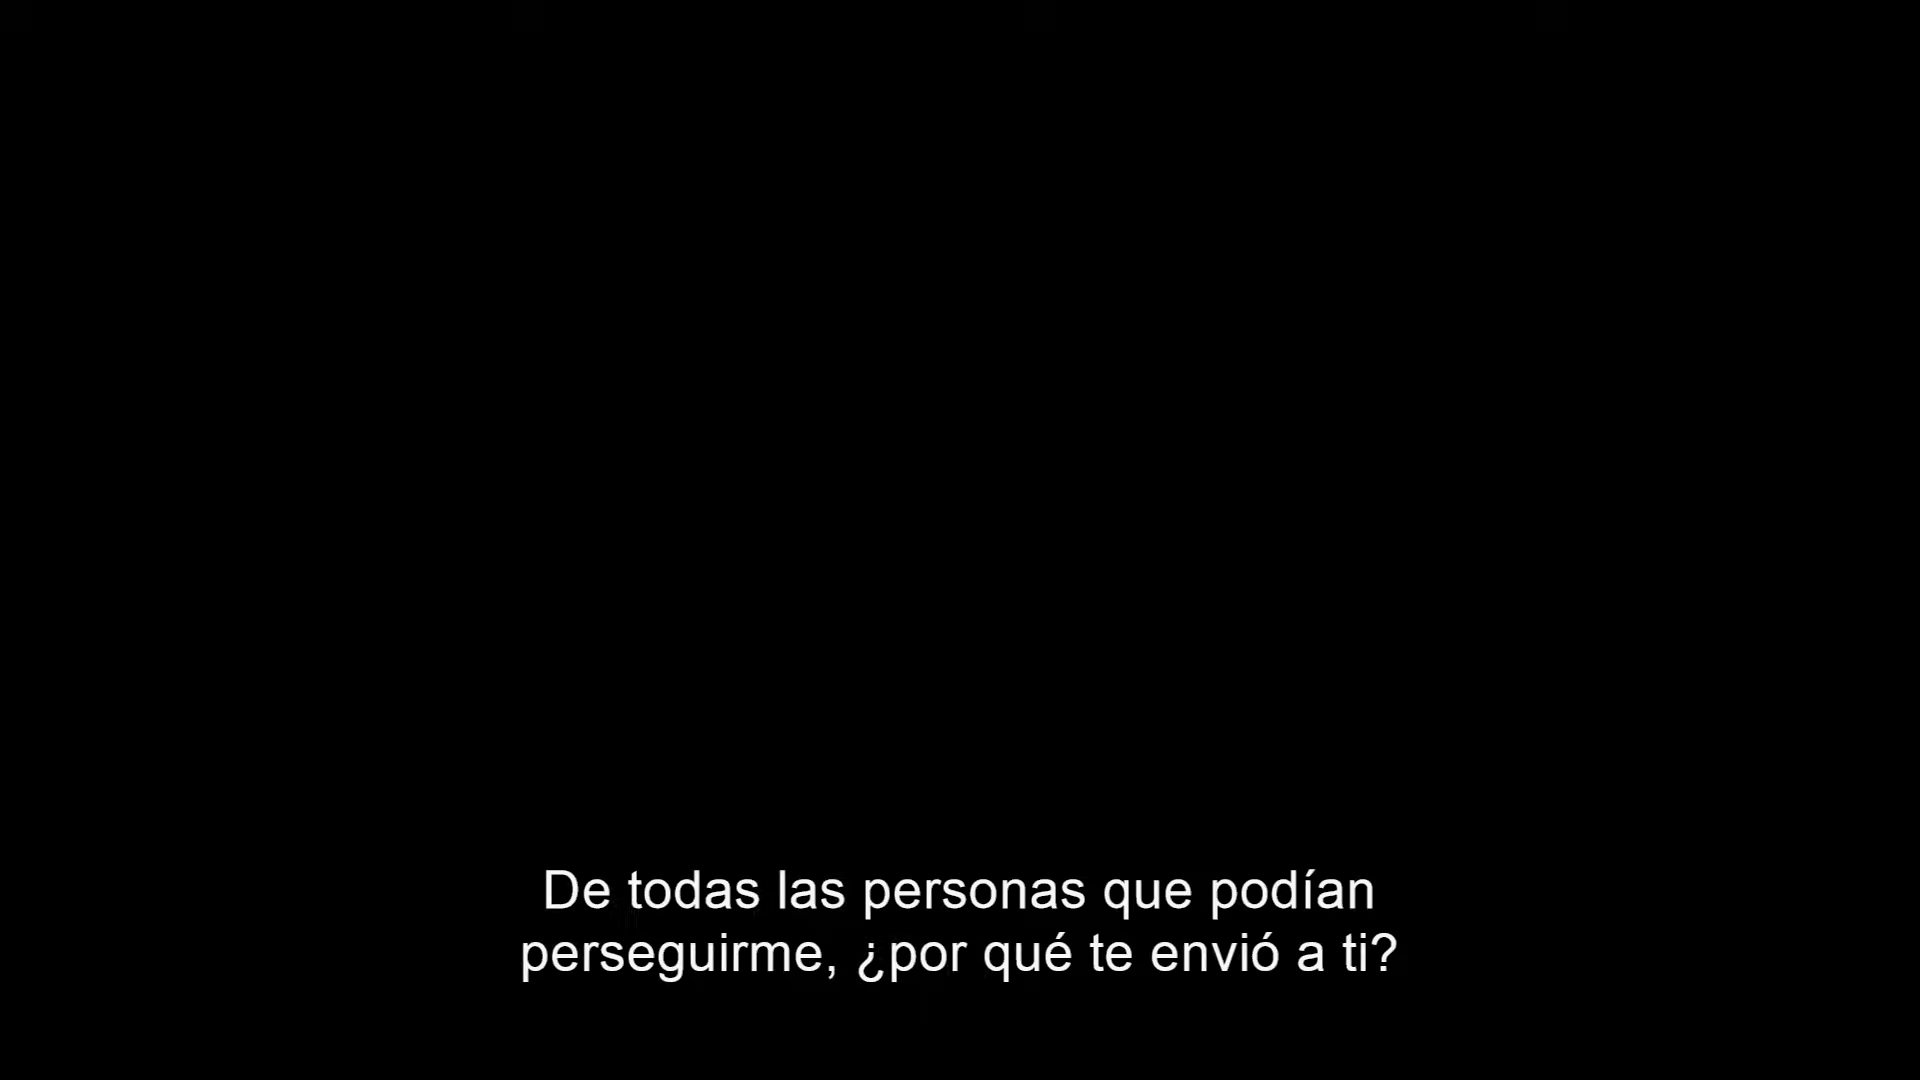 De todas las personas que podían
perseguirme, ¿por qué te envió a ti?